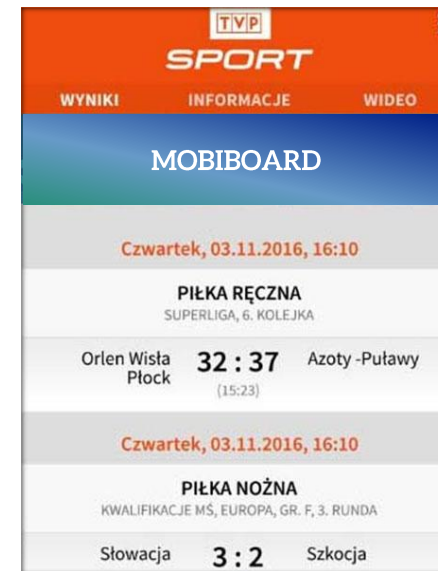 TVP
SPORT
WYNIKI INFORMACJE WIDEO
MOBIBOARD
Czwartek, 03.11.2016, 16:10
PIŁKA RĘCZNA
SUPERLIGA, 6. KOLEJKA
Orlen Wisła Płock 32 : 37 Azoty -Puławy
(15:23)
Czwartek, 03.11.2016, 16:10
PIŁKA NOŻNA
KWALIFIKACJE MŚ, EUROPA, GR. F, 3. RUNDA
Słowacja 3 : 2 Szkocja